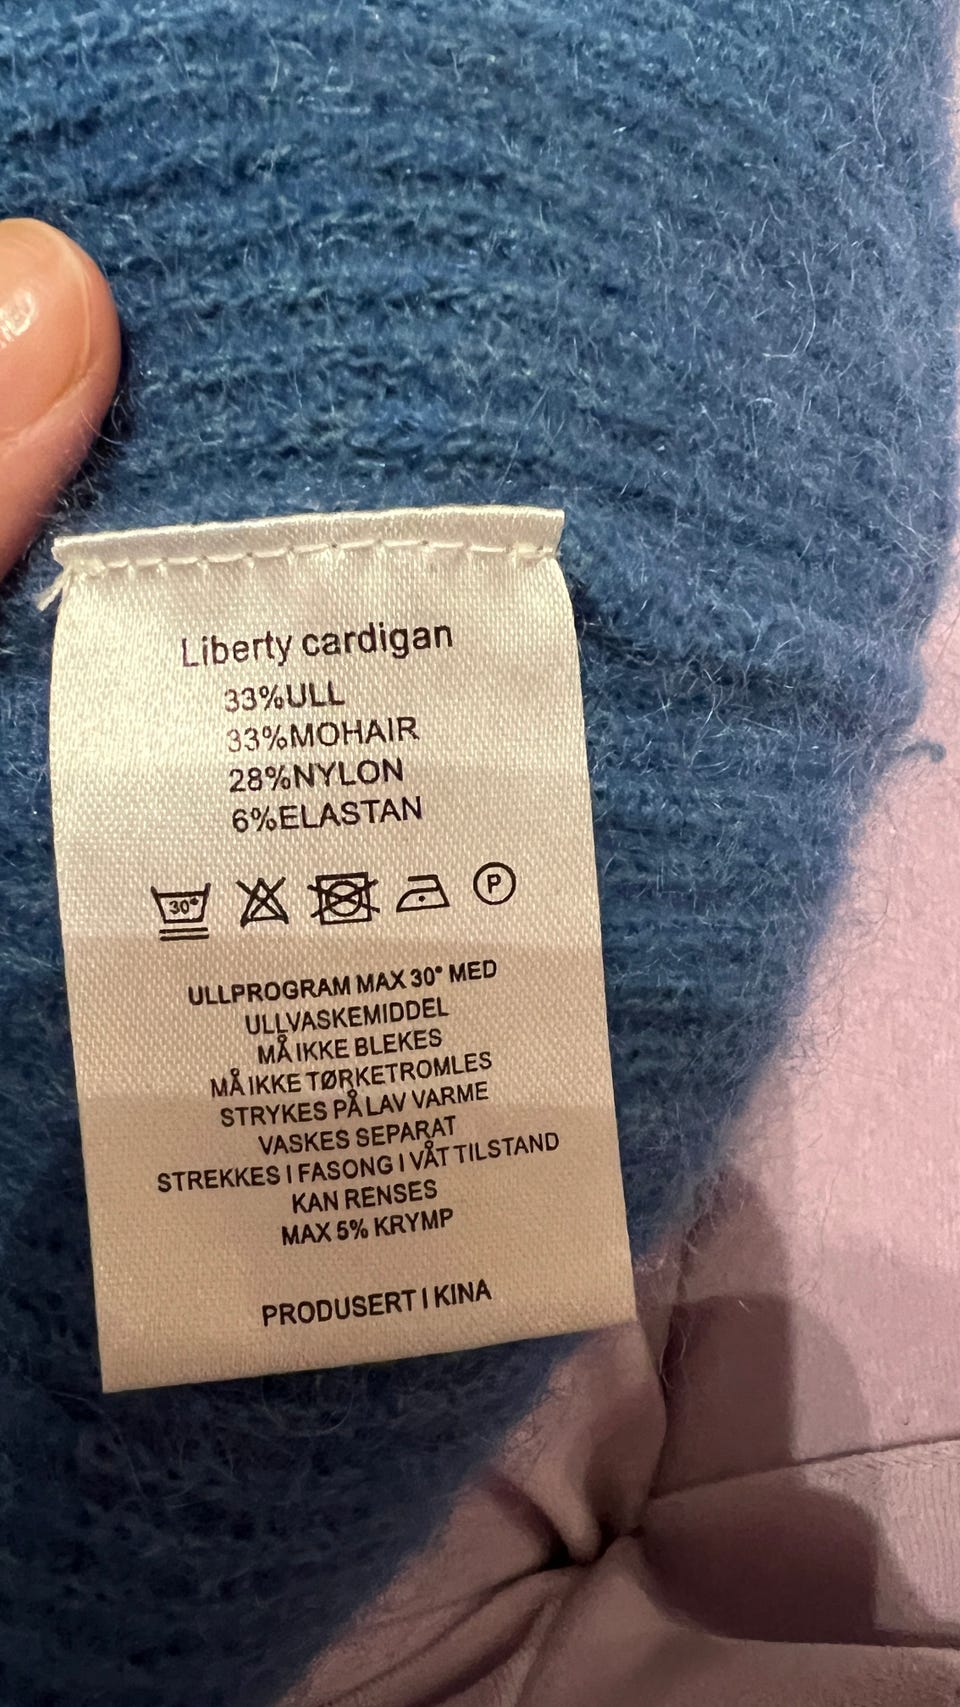 Liberty cardigan
33%ULL
33%MOHAIR
28%NYLON
6%ELASTAN
30° P
ULLPROGRAM MAX 30° MED
ULLVASKEMIDDEL
MÅ IKKE BLEKES
MÅ IKKE TØRKETROMLES
STRYKES PÅ LAV VARME
VASKES SEPARAT
STREKKES I FASONG I VÅT TILSTAND
KAN RENSES
MAX 5% KRYMP
PRODUSERT I KINA